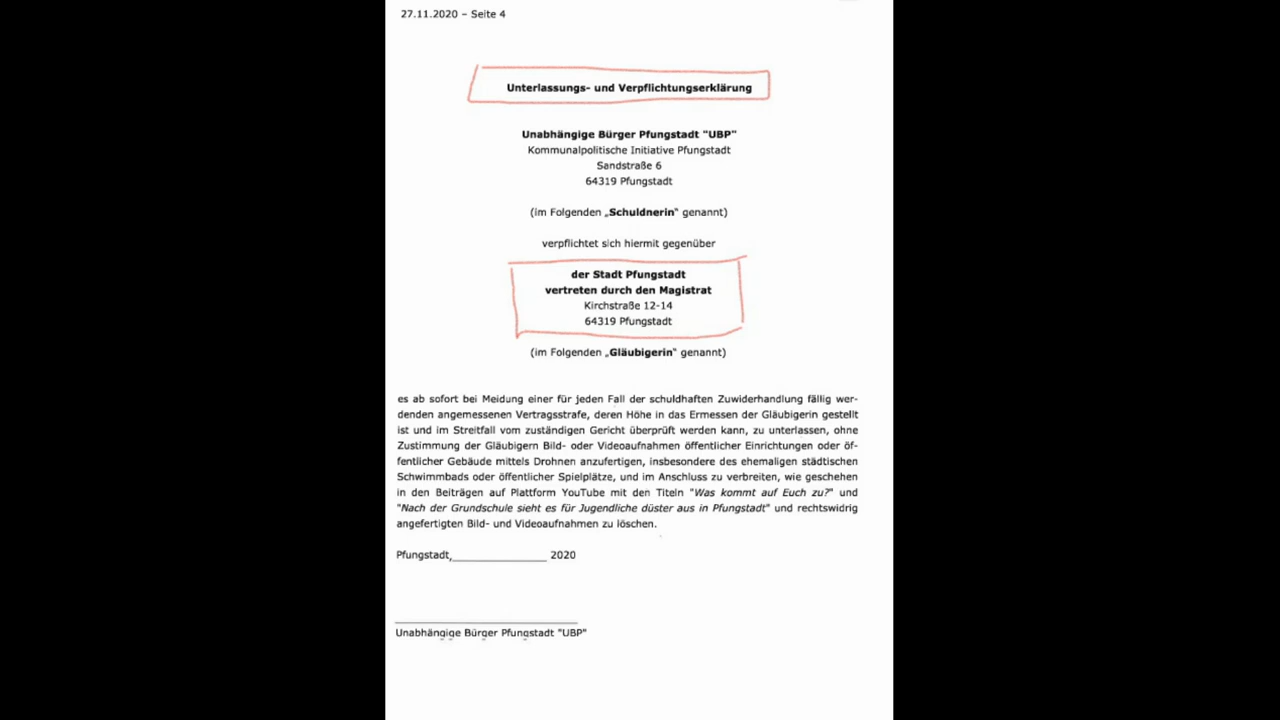 27.11.2020 – Seite 4
Unterlassungs- und Verpflichtungserklärung
Unabhängige Bürger Pfungstadt "UBP"
Kommunalpolitische Initiative Pfungstadt
Sandstraße 6
64319 Pfungstadt
(im Folgenden „Schuldnerin“ genannt)
verpflichtet sich hiermit gegenüber
der Stadt Pfungstadt
vertreten durch den Magistrat
Kirchstraße 12-14
64319 Pfungstadt
(im Folgenden „Gläubigerin“ genannt)
es ab sofort bei Meidung einer für jeden Fall der schuldhaften Zuwiderhandlung fällig wer-
denden angemessenen Vertragsstrafe, deren Höhe in das Ermessen der Gläubigerin gestellt
ist und im Streitfall vom zuständigen Gericht überprüft werden kann, zu unterlassen, ohne
Zustimmung der Gläubigern Bild- oder Videoaufnahmen öffentlicher Einrichtungen oder öf-
fentlicher Gebäude mittels Drohnen anzufertigen, insbesondere des ehemaligen städtischen
Schwimmbads oder öffentlicher Spielplätze, und im Anschluss zu verbreiten, wie geschehen
in den Beiträgen auf Plattform YouTube mit den Titeln "Was kommt auf Euch zu?" und
"Nach der Grundschule sieht es für Jugendliche düster aus in Pfungstadt" und rechtswidrig
angefertigten Bild- und Videoaufnahmen zu löschen.
Pfungstadt,________________ 2020
Unabhängige Bürger Pfungstadt "UBP"